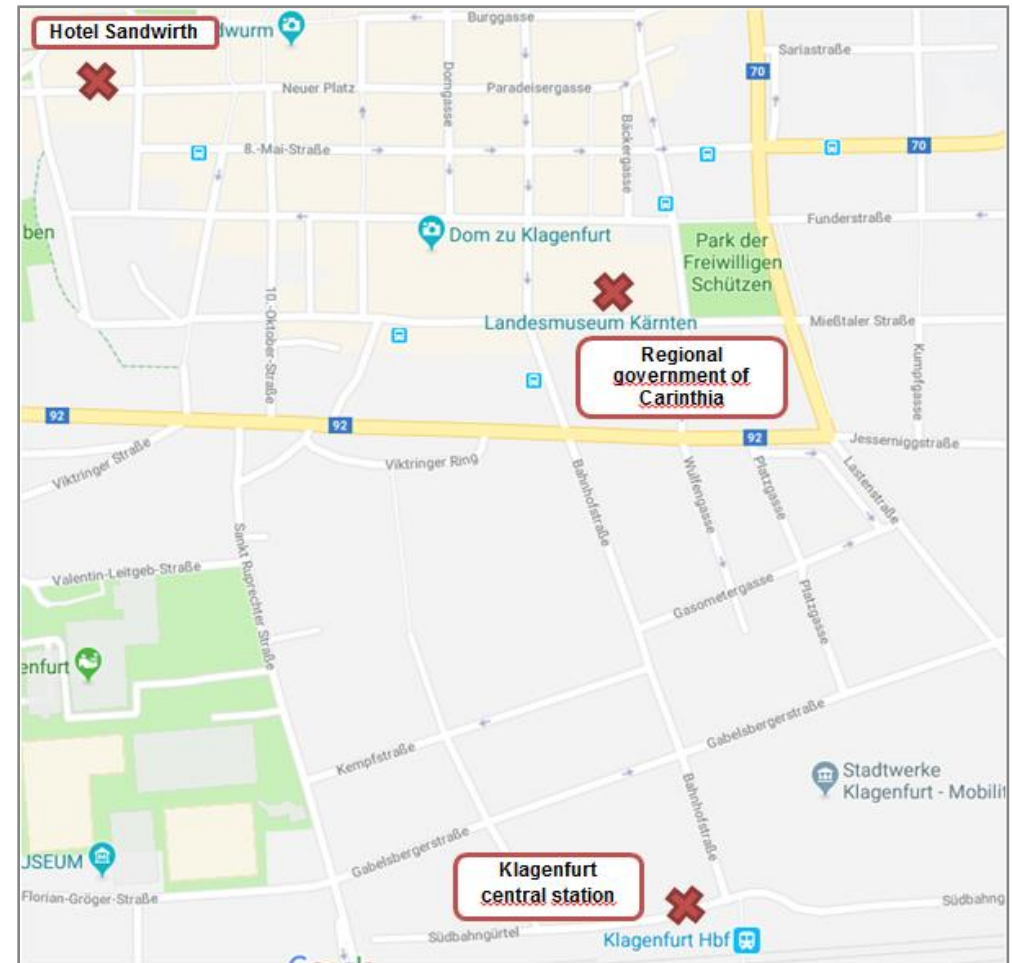 Hotel Sandwirth
dwurm
Burggasse
Sariastraße
70
Neuer Platz
Domgasse
Paradeisergasse
Bäckergasse
8.-Mai-Straße
70
ben
Funderstraße
Dom zu Klagenfurt
Park der
Freiwilligen
Schützen
10.-Oktober-Straße
Landesmuseum Kärnten
Mießtaler Straße
Regional
government of
Carinthia
Kumpfgasse
92
92
92
Jesserniggstraße
Viktringer Straße
Viktringer Ring
Bahnhofstraße
Wulfengasse
Platzgasse
Lastenstraße
Sankt Ruprechter Straße
Valentin-Leitgeb-Straße
Gasometergasse
Platzgasse
enfurt
Gabelsbergerstraße
Kempfstraße
Stadtwerke
Klagenfurt - Mobilit
Bahnhofstraße
Gabelsbergerstraße
USEUM
Klagenfurt
central station
Florian-Gröger-Straße
Südbahng
Südbahngürtel
Klagenfurt Hbf